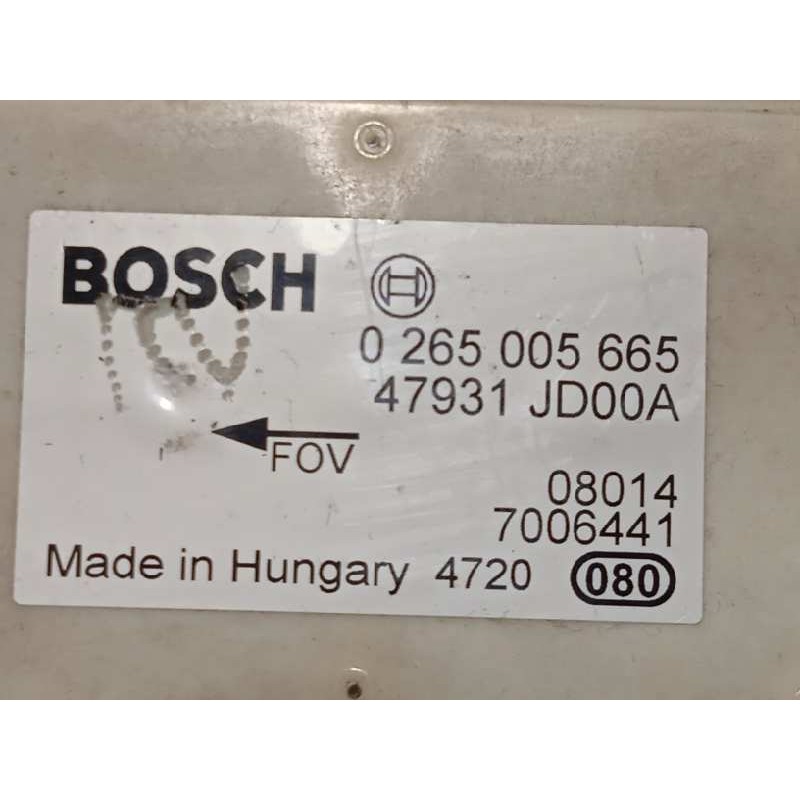 BOSCH
0 265 005 665
47931 JD00A
FOV
08014
7006441
Made in Hungary 4720 080